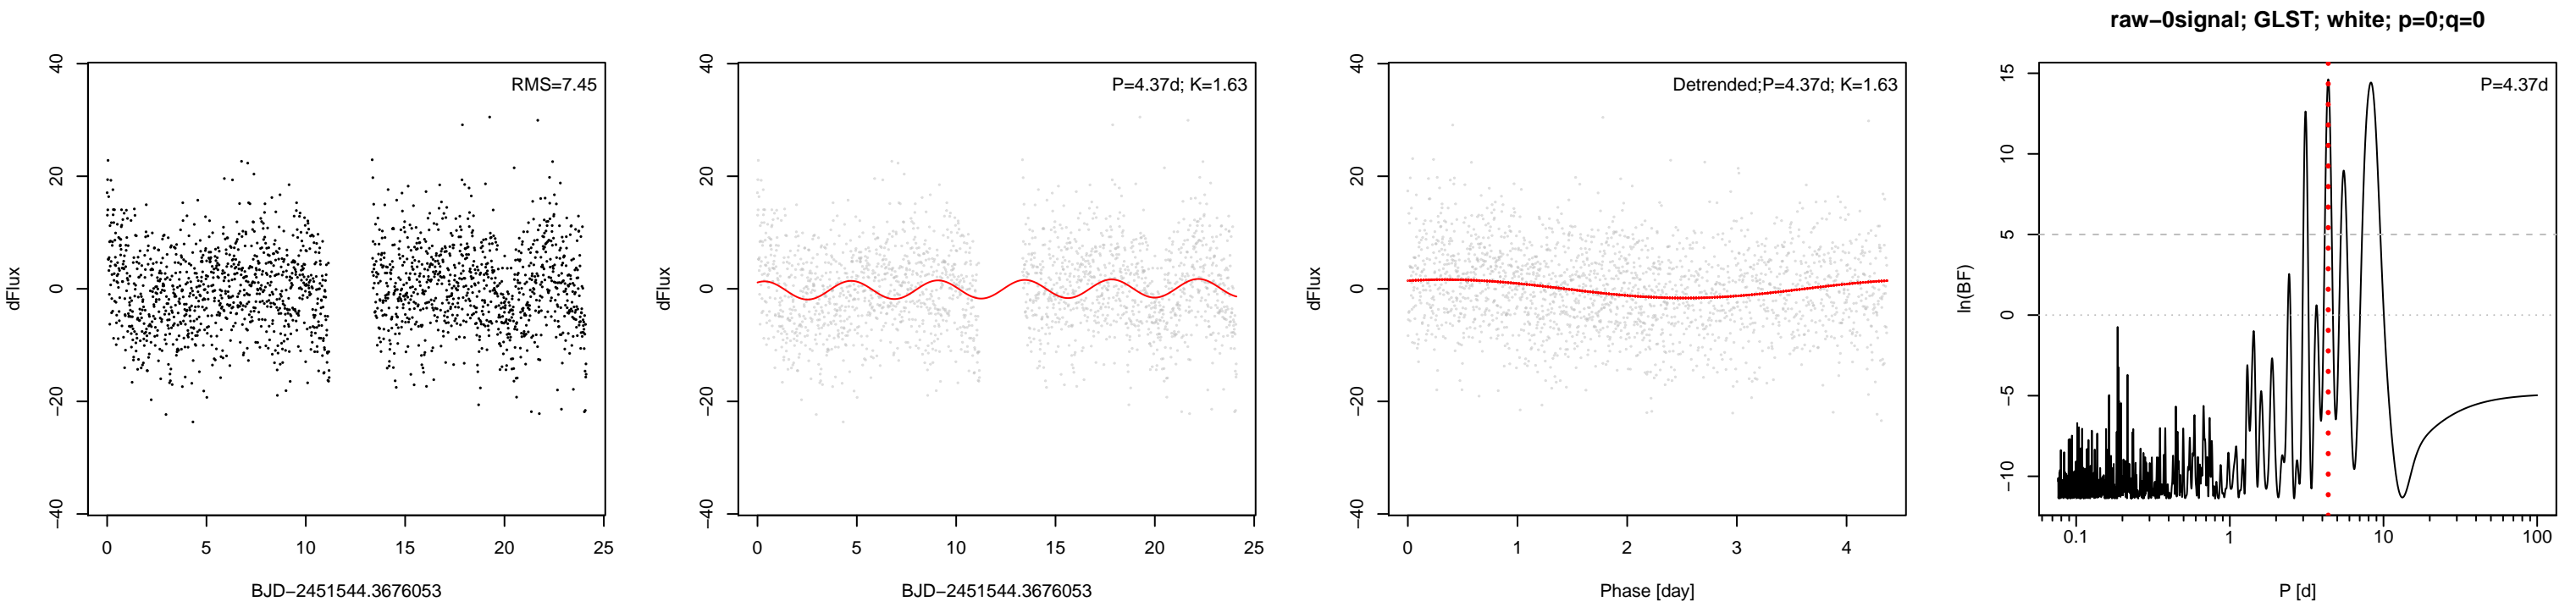 raw−0signal; GLST; white; p=0;q=0
RMS=7.45
dFlux
40
20
0
−20
−40
0 5 10 15 20 25
BJD−2451544.3676053
P=4.37d; K=1.63
dFlux
40
20
0
−20
−40
0 5 10 15 20 25
BJD−2451544.3676053
Detrended;P=4.37d; K=1.63
dFlux
40
20
0
−20
−40
0 1 2 3 4
Phase [day]
P=4.37d
ln(BF)
15
10
5
0
−5
−10
0.1 1 10 100
P [d]